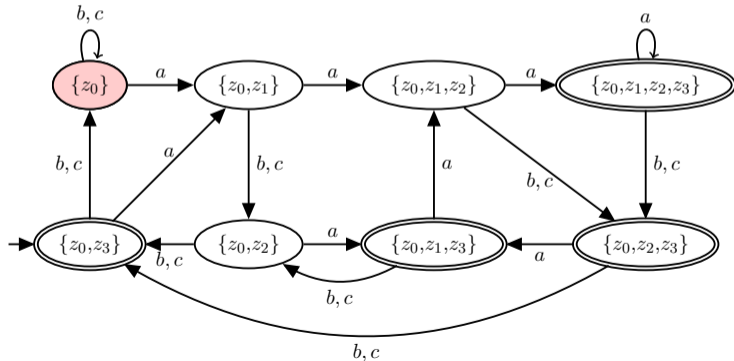 b, c
a
{z₀}
a
{z₀,z₁}
a
{z₀,z₁,z₂}
a
{z₀,z₁,z₂,z₃}
b, c
a
b, c
a
b, c
b, c
{z₀,z₃}
b, c
{z₀,z₂}
a
{z₀,z₁,z₃}
a
{z₀,z₂,z₃}
b, c
b, c